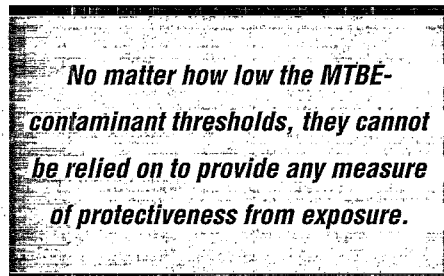 No matter how low the MTBE-
contaminant thresholds, they cannot
be relied on to provide any measure
of protectiveness from exposure.